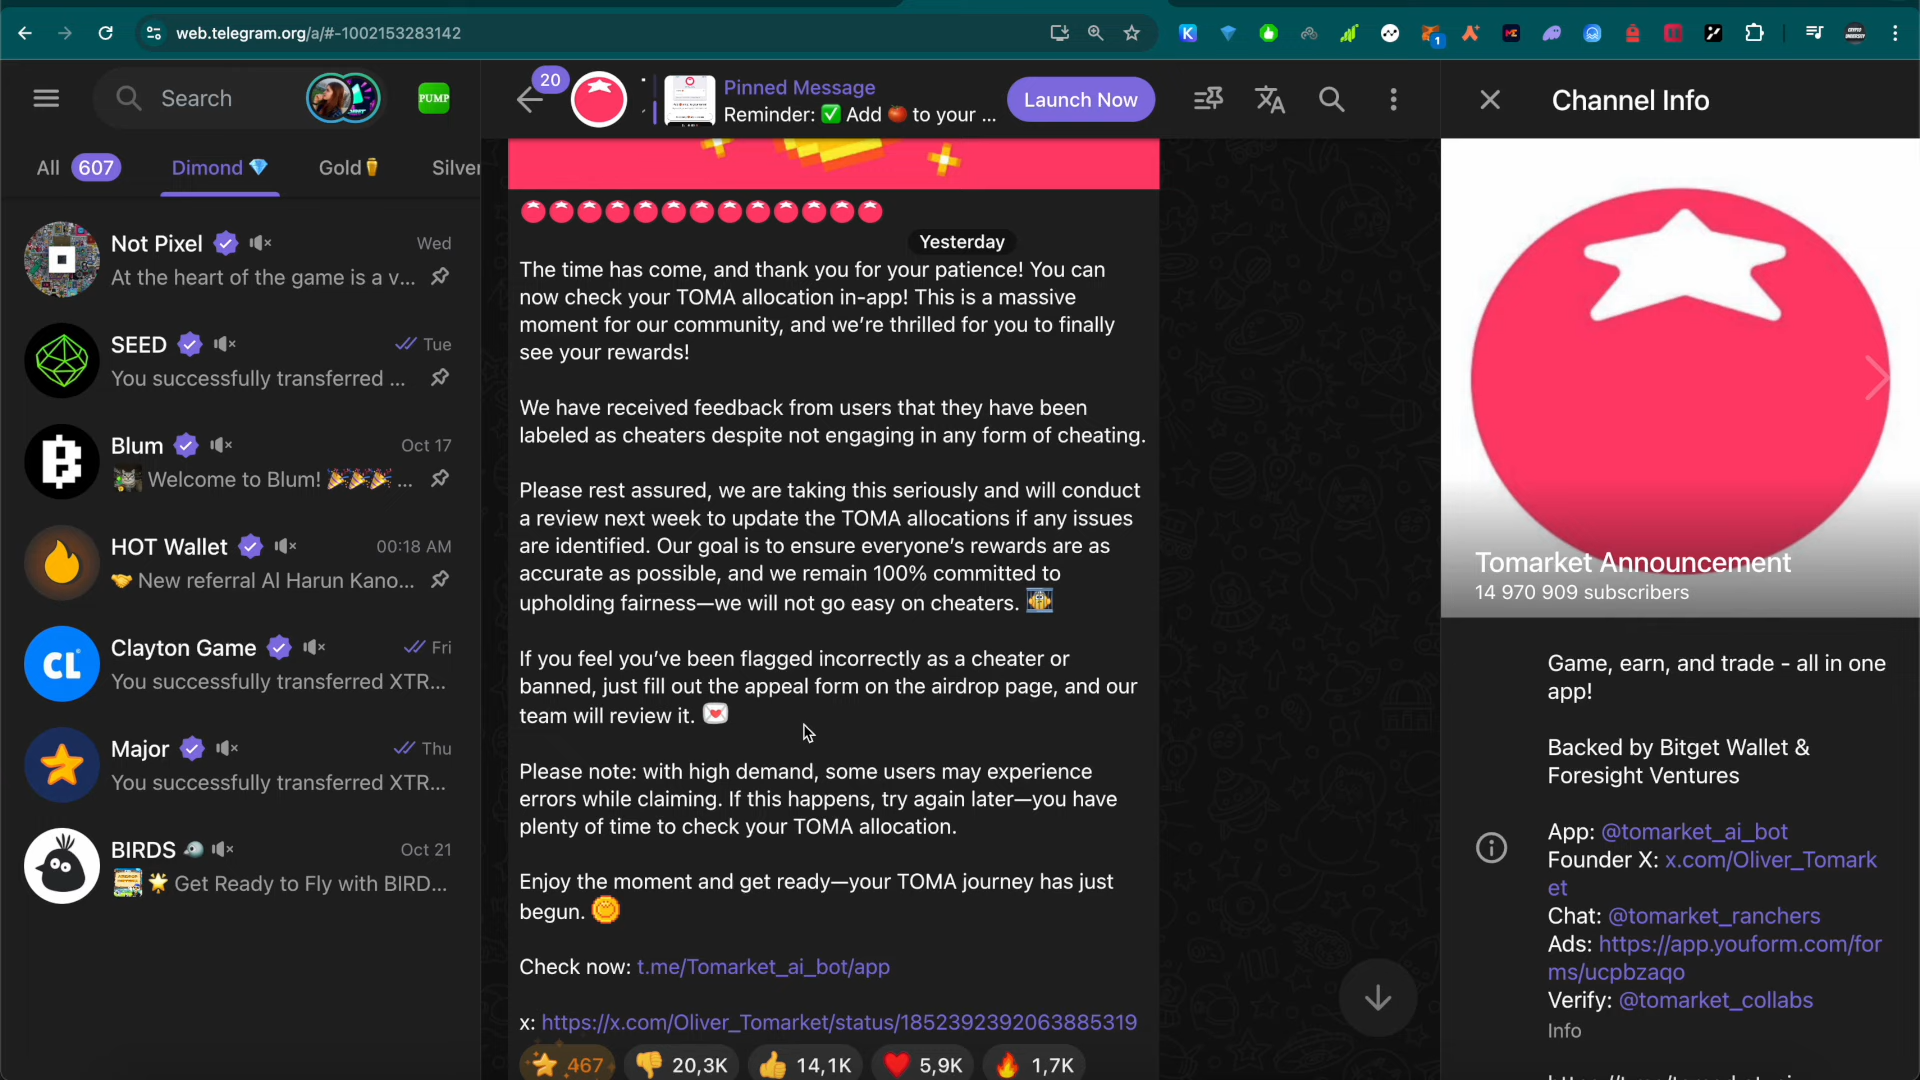 web.telegram.org/a/#-1002153283142
K
1
Search
PUMP
20
Pinned Message
Reminder: ✅ Add 🍅 to your ...
Launch Now
Channel Info
All 607
Dimond 💎
Gold
Silver
Not Pixel
Wed
At the heart of the game is a v...
SEED
Tue
You successfully transferred ...
Blum
Oct 17
Welcome to Blum! 🎉🎉🎉 ...
HOT Wallet
00:18 AM
🤝 New referral Al Harun Kano...
CL
Clayton Game
Fri
You successfully transferred XTR...
Major
Thu
You successfully transferred XTR...
BIRDS
Oct 21
🌟 Get Ready to Fly with BIRD...
Yesterday
The time has come, and thank you for your patience! You can
now check your TOMA allocation in-app! This is a massive
moment for our community, and we’re thrilled for you to finally
see your rewards!
We have received feedback from users that they have been
labeled as cheaters despite not engaging in any form of cheating.
Please rest assured, we are taking this seriously and will conduct
a review next week to update the TOMA allocations if any issues
are identified. Our goal is to ensure everyone’s rewards are as
accurate as possible, and we remain 100% committed to
upholding fairness—we will not go easy on cheaters.
If you feel you’ve been flagged incorrectly as a cheater or
banned, just fill out the appeal form on the airdrop page, and our
team will review it. 💌
Please note: with high demand, some users may experience
errors while claiming. If this happens, try again later—you have
plenty of time to check your TOMA allocation.
Enjoy the moment and get ready—your TOMA journey has just
begun.
Check now: t.me/Tomarket_ai_bot/app
x: https://x.com/Oliver_Tomarket/status/1852392392063885319
⭐ 467
👎 20,3K
👍 14,1K
❤️ 5,9K
🔥 1,7K
Tomarket Announcement
14 970 909 subscribers
Game, earn, and trade - all in one
app!
Backed by Bitget Wallet &
Foresight Ventures
App: @tomarket_ai_bot
Founder X: x.com/Oliver_Tomark
et
Chat: @tomarket_ranchers
Ads: https://app.youform.com/for
ms/ucpbzaqo
Verify: @tomarket_collabs
Info